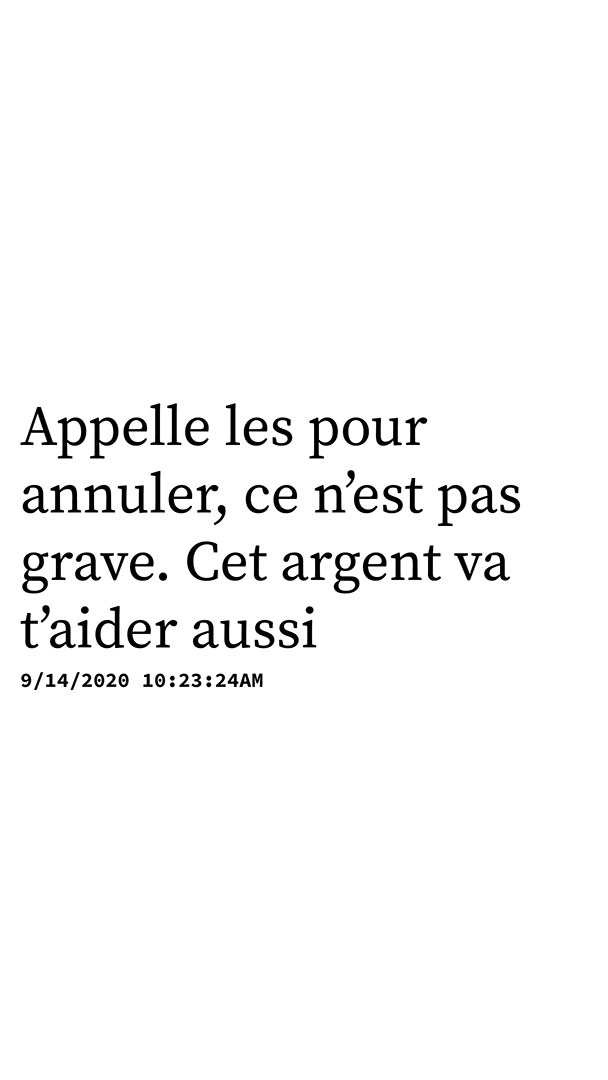 Appelle les pour
annuler, ce n’est pas
grave. Cet argent va
t’aider aussi
9/14/2020 10:23:24AM